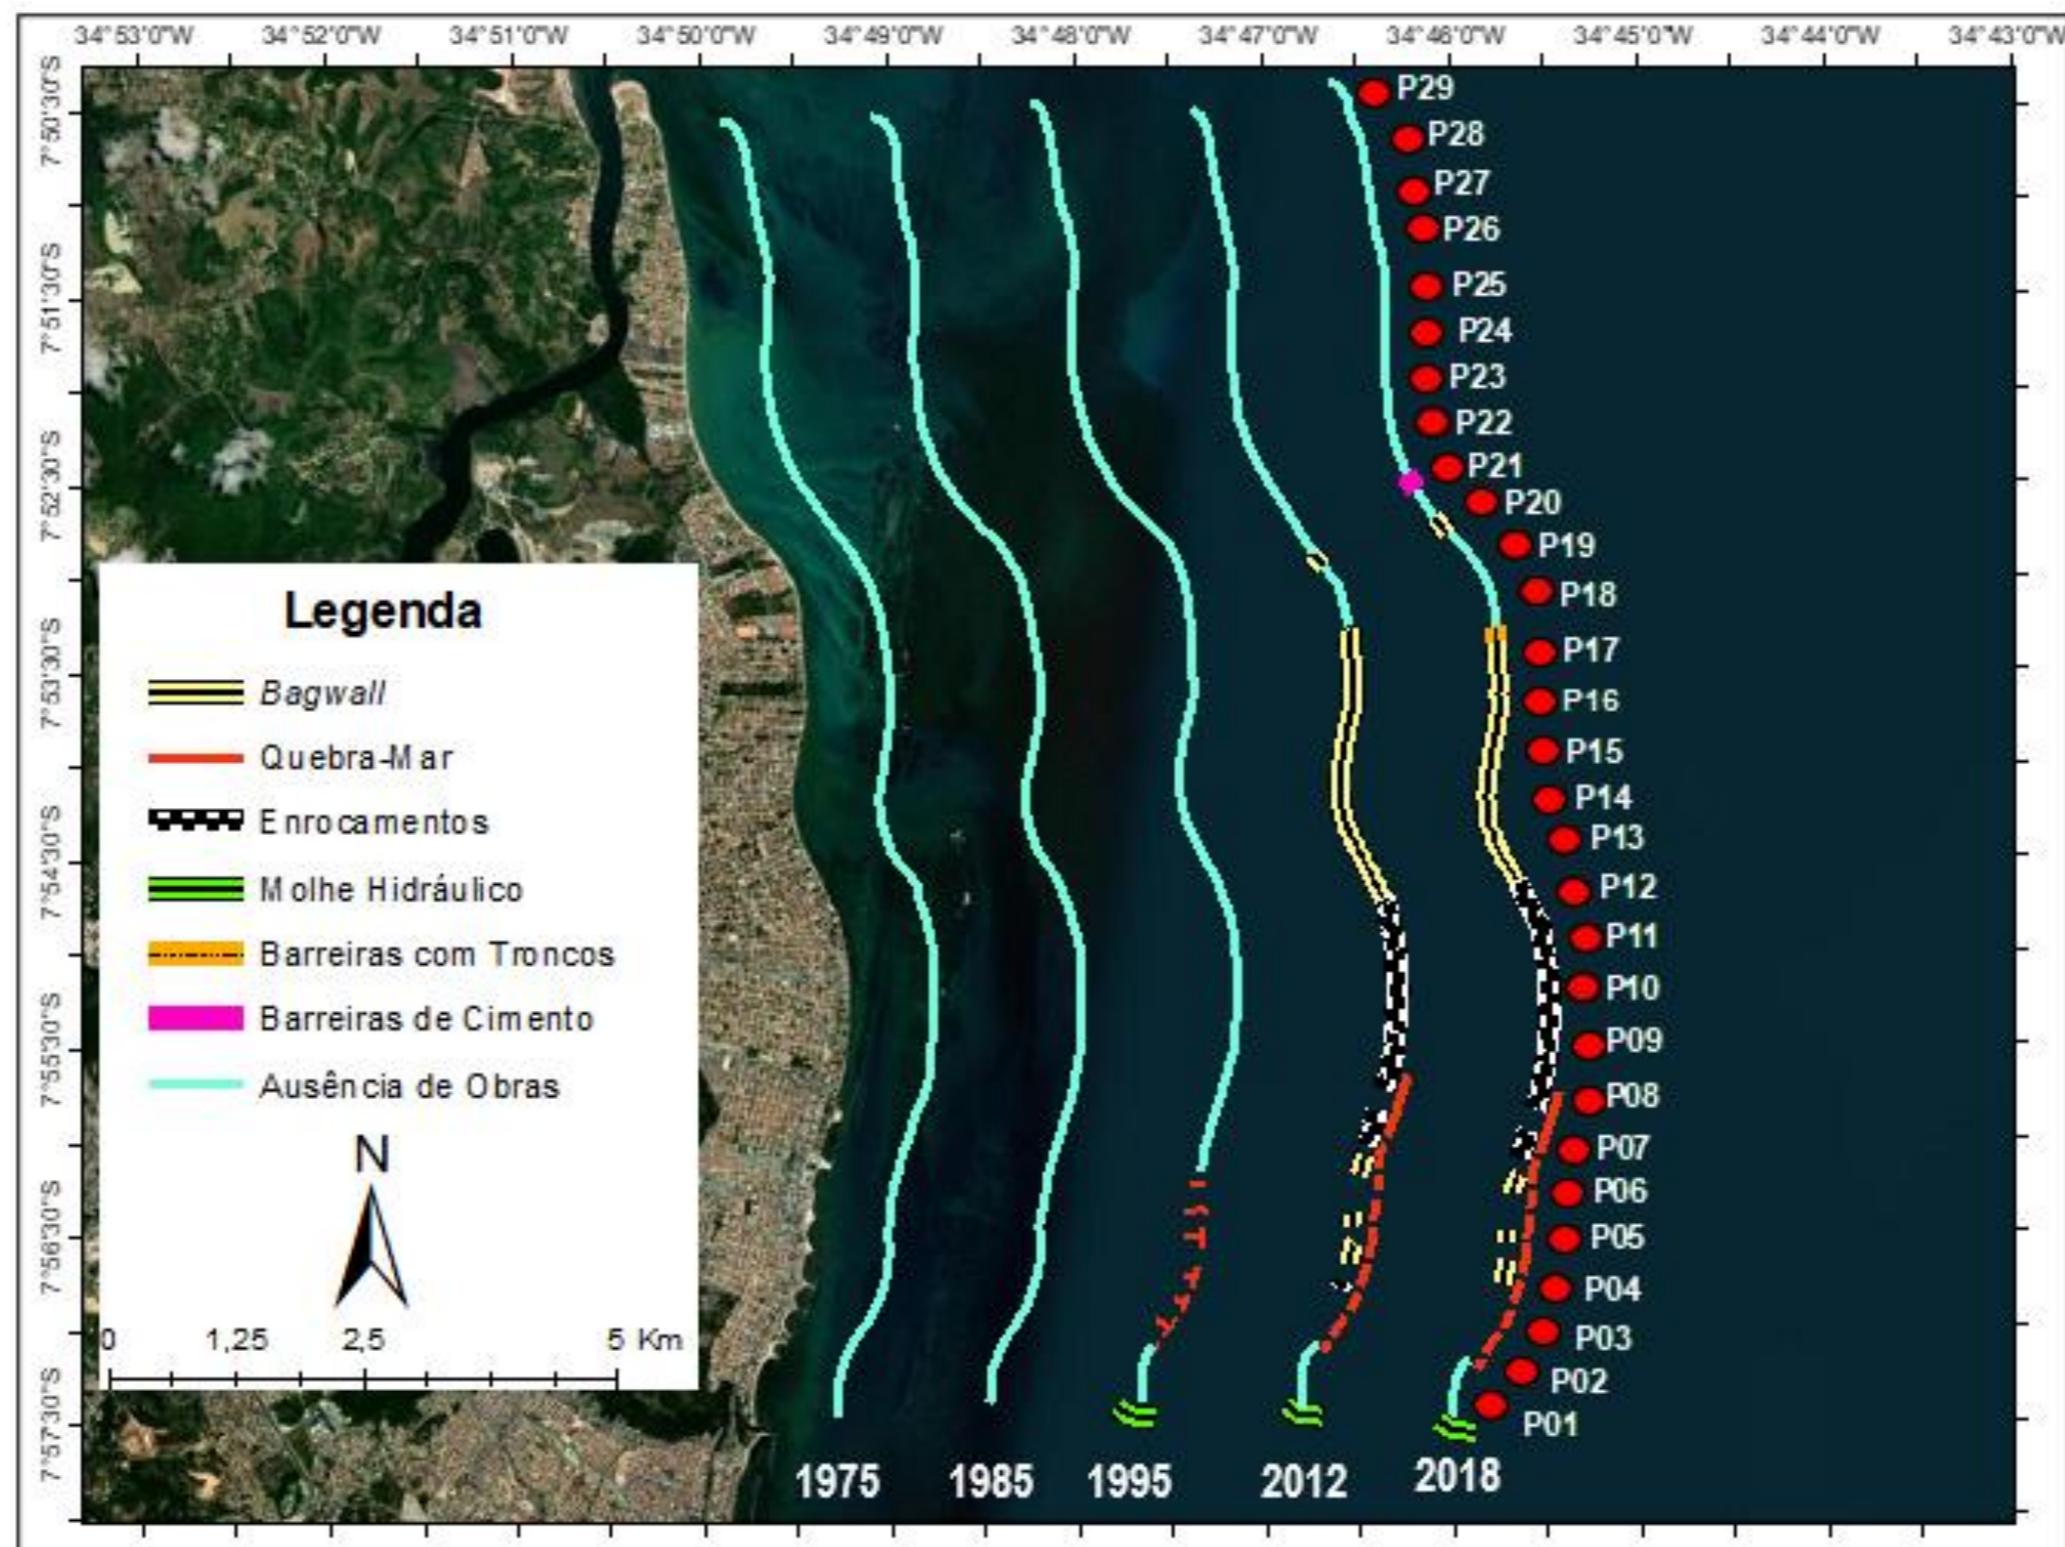 34°53'0"W 34°52'0"W 34°51'0"W 34°50'0"W 34°49'0"W 34°48'0"W 34°47'0"W 34°46'0"W 34°45'0"W 34°44'0"W 34°43'0"W
7°50'30"S
7°51'30"S
7°52'30"S
7°53'30"S
7°54'30"S
7°55'30"S
7°56'30"S
7°57'30"S
P29
P28
P27
P26
P25
P24
P23
P22
P21
P20
P19
P18
P17
P16
P15
P14
P13
P12
P11
P10
P09
P08
P07
P06
P05
P04
P03
P02
P01
Legenda
Bagwall
Quebra-Mar
Enrocamentos
Molhe Hidráulico
Barreiras com Troncos
Barreiras de Cimento
Ausência de Obras
N
0 1,25 2,5 5 Km
1975 1985 1995 2012 2018